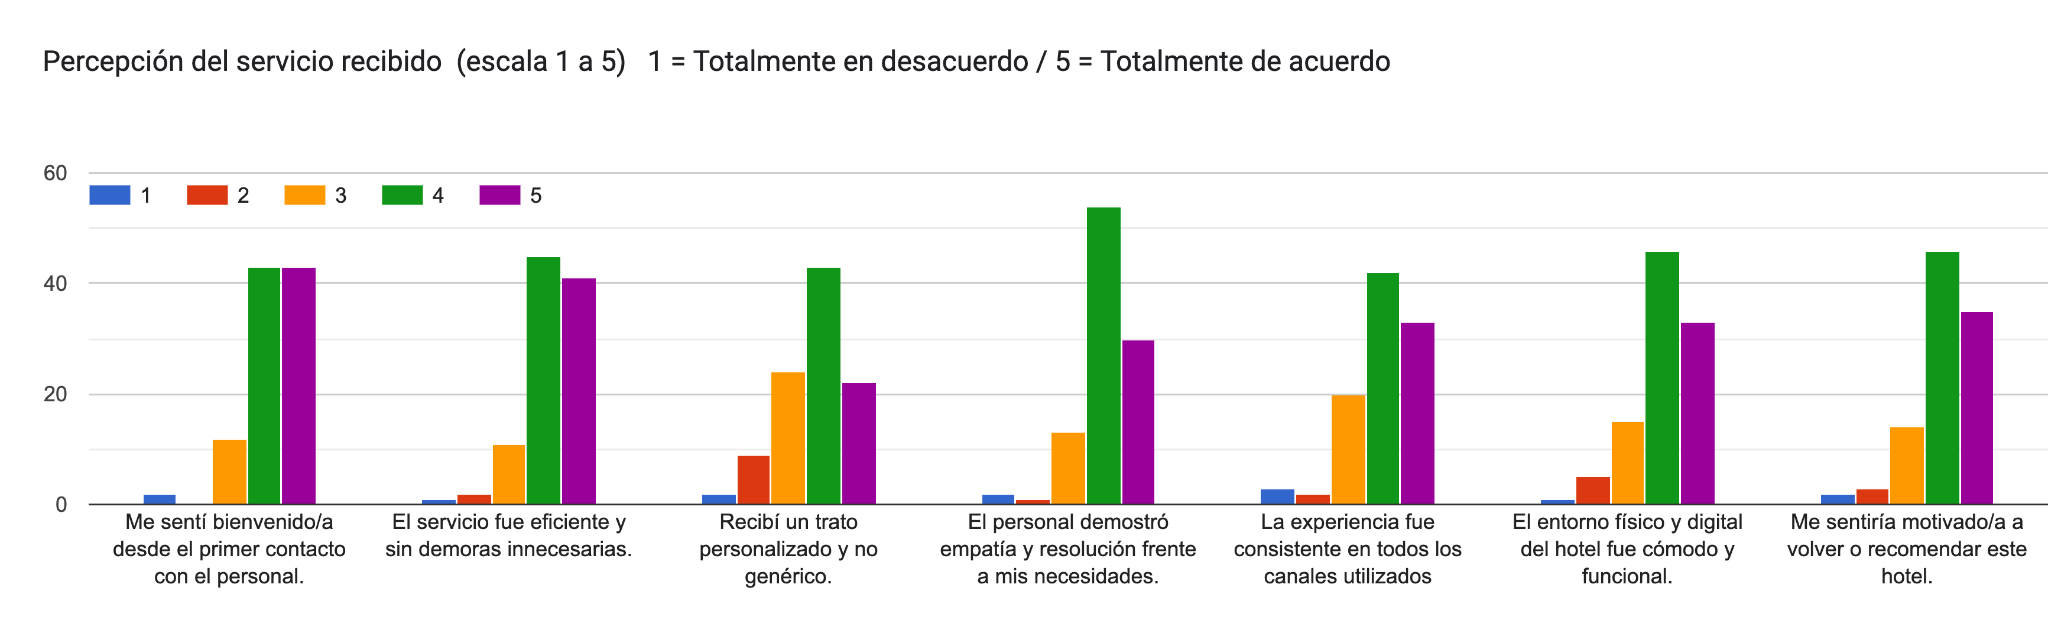 Percepción del servicio recibido  (escala 1 a 5)   1 = Totalmente en desacuerdo / 5 = Totalmente de acuerdo
60
1 2 3 4 5
40
20
0
Me sentí bienvenido/a
desde el primer contacto
con el personal.
El servicio fue eficiente y
sin demoras innecesarias.
Recibí un trato
personalizado y no
genérico.
El personal demostró
empatía y resolución frente
a mis necesidades.
La experiencia fue
consistente en todos los
canales utilizados
El entorno físico y digital
del hotel fue cómodo y
funcional.
Me sentiría motivado/a a
volver o recomendar este
hotel.